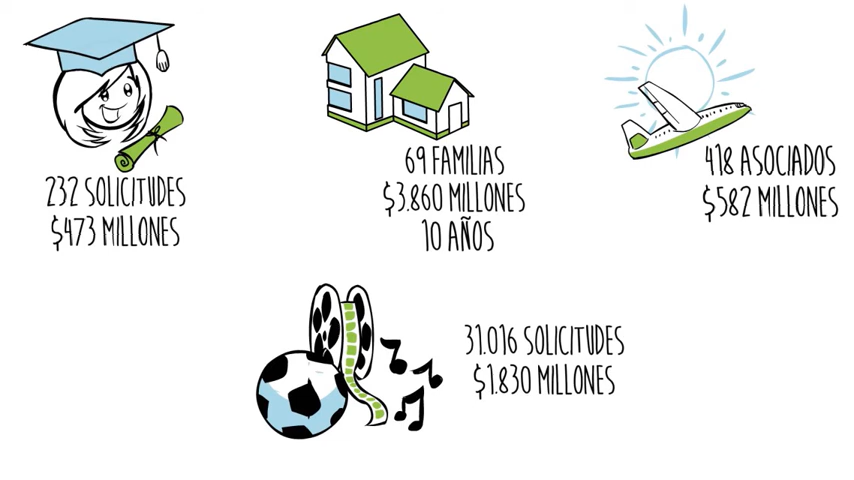 232 SOLICITUDES
$473 MILLONES
69 FAMILIAS
$3.860 MILLONES
10 AÑOS
418 ASOCIADOS
$582 MILLONES
31.016 SOLICITUDES
$1.830 MILLONES